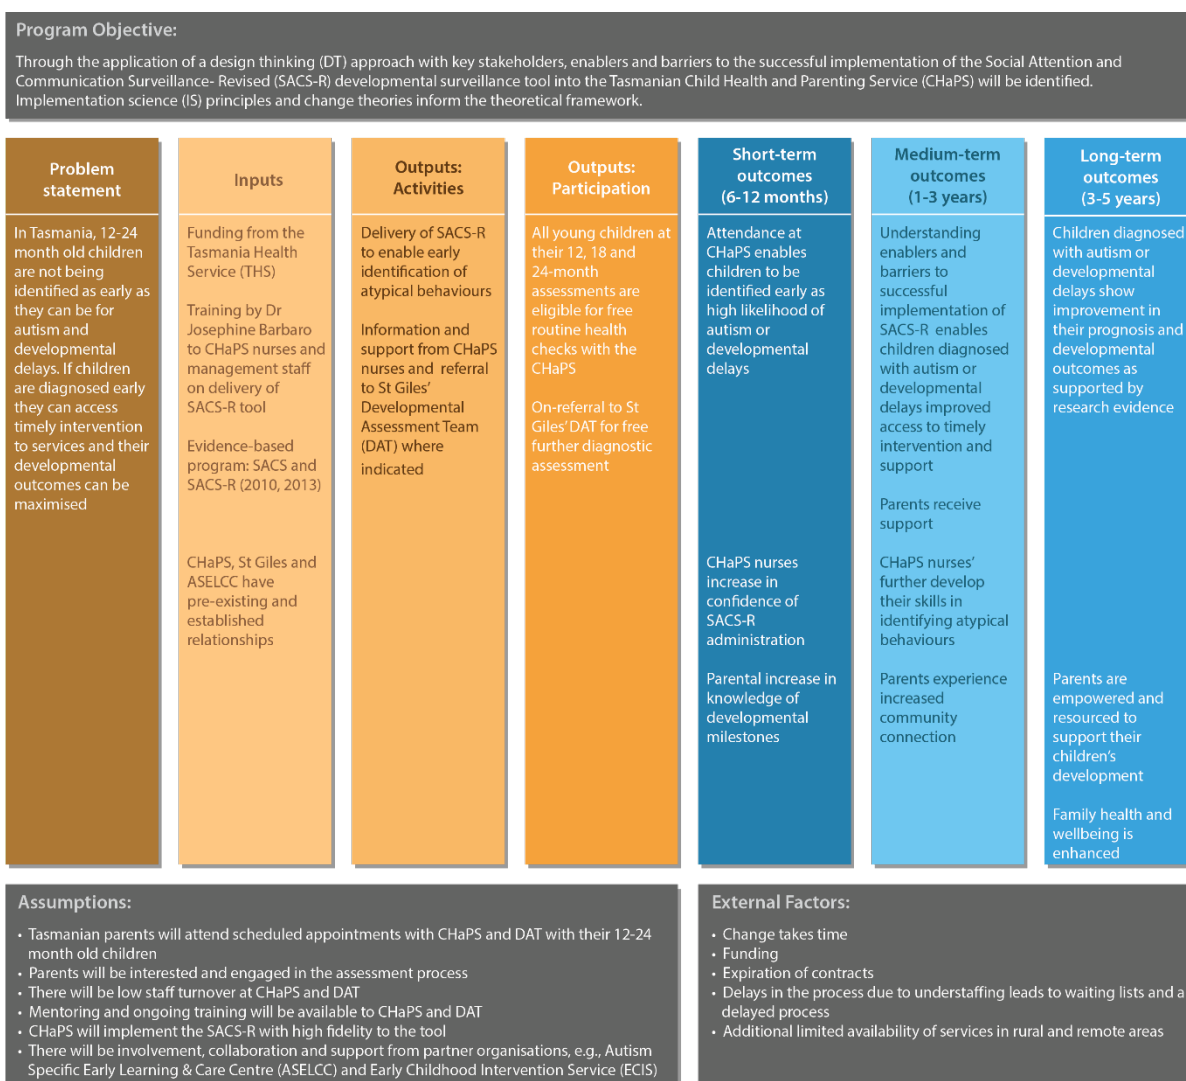 Program Objective:
Through the application of a design thinking (DT) approach with key stakeholders, enablers and barriers to the successful implementation of the Social Attention and
Communication Surveillance- Revised (SACS-R) developmental surveillance tool into the Tasmanian Child Health and Parenting Service (CHaPS) will be identified.
Implementation science (IS) principles and change theories inform the theoretical framework.
Problem
statement
In Tasmania, 12-24
month old children
are not being
identified as early as
they can be for
autism and
developmental
delays. If children
are diagnosed early
they can access
timely intervention
to services and their
developmental
outcomes can be
maximised
Inputs
Funding from the
Tasmania Health
Service (THS)
Training by Dr
Josephine Barbaro
to CHaPS nurses and
management staff
on delivery of
SACS-R tool
Evidence-based
program: SACS and
SACS-R (2010, 2013)
CHaPS, St Giles and
ASELCC have
pre-existing and
established
relationships
Outputs:
Activities
Delivery of SACS-R
to enable early
identification of
atypical behaviours
Information and
support from CHaPS
nurses and referral
to St Giles'
Developmental
Assessment Team
(DAT) where
indicated
Outputs:
Participation
All young children at
their 12, 18 and
24-month
assessments are
eligible for free
routine health
checks with the
CHaPS
On-referral to St
Giles' DAT for free
further diagnostic
assessment
Short-term
outcomes
(6-12 months)
Attendance at
CHaPS enables
children to be
identified early as
high likelihood of
autism or
developmental
delays
CHaPS nurses
increase in
confidence of
SACS-R
administration
Parental increase in
knowledge of
developmental
milestones
Medium-term
outcomes
(1-3 years)
Understanding
enablers and
barriers to
successful
implementation of
SACS-R enables
children diagnosed
with autism or
developmental
delays improved
access to timely
intervention and
support
Parents receive
support
CHaPS nurses'
further develop
their skills in
identifying atypical
behaviours
Parents experience
increased
community
connection
Long-term
outcomes
(3-5 years)
Children diagnosed
with autism or
developmental
delays show
improvement in
their prognosis and
developmental
outcomes as
supported by
research evidence
Parents are
empowered and
resourced to
support their
children's
development
Family health and
wellbeing is
enhanced
Assumptions:
• Tasmanian parents will attend scheduled appointments with CHaPS and DAT with their 12-24
month old children
• Parents will be interested and engaged in the assessment process
• There will be low staff turnover at CHaPS and DAT
• Mentoring and ongoing training will be available to CHaPS and DAT
• CHaPS will implement the SACS-R with high fidelity to the tool
• There will be involvement, collaboration and support from partner organisations, e.g., Autism
Specific Early Learning & Care Centre (ASELCC) and Early Childhood Intervention Service (ECIS)
External Factors:
• Change takes time
• Funding
• Expiration of contracts
• Delays in the process due to understaffing leads to waiting lists and a
delayed process
• Additional limited availability of services in rural and remote areas